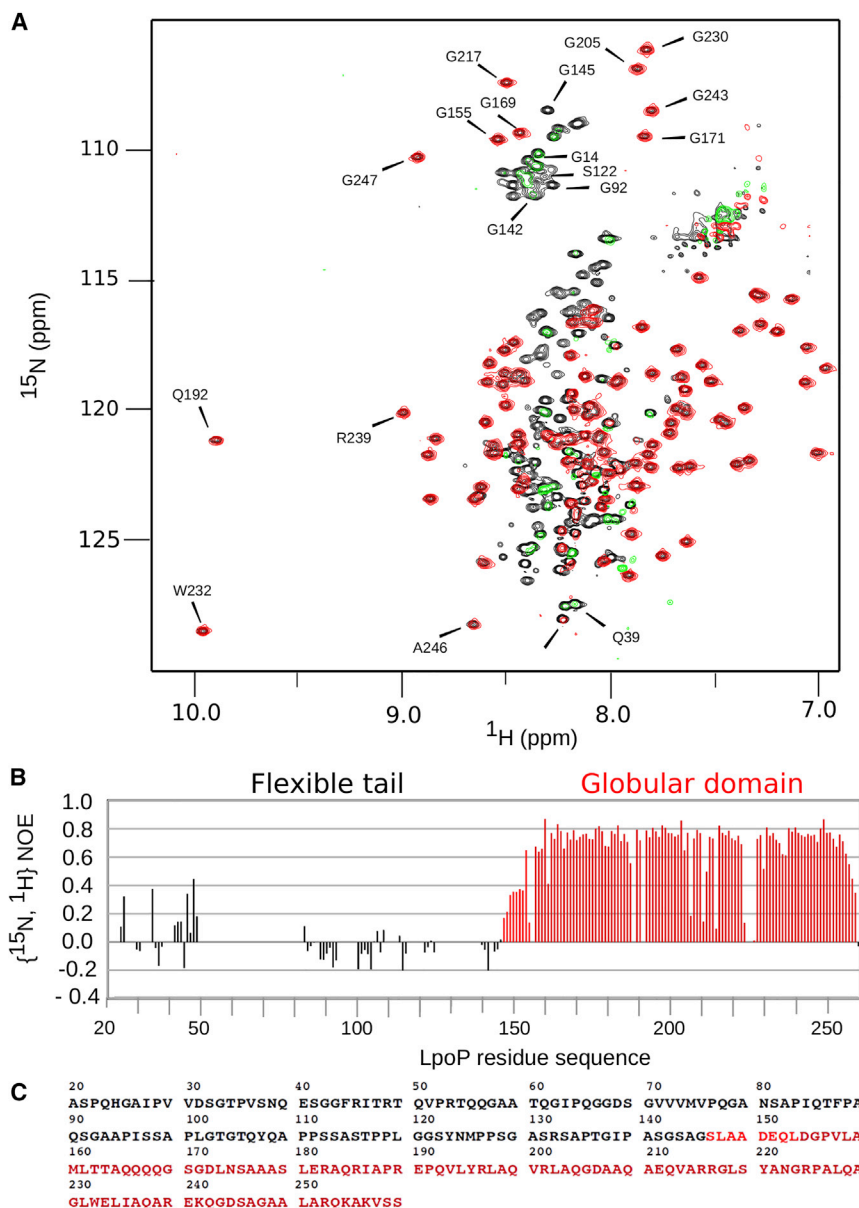 A
G230
G205
G217
G145
G169
G243
G155
G171
G14
G247
S122
G92
G142
110
115
120
125
15N (ppm)
Q192
R239
W232
A246
Q39
10.0 9.0 8.0 7.0
1H (ppm)
B
Flexible tail Globular domain
1.0
0.8
0.6
0.4
0.2
0.0
-0.2
- 0.4
{15N, 1H} NOE
20 50 100 150 200 250
LpoP residue sequence
C
20 30 40 50 60 70 80
ASPQHGAIPV VDSGTPVSNQ ESGGFRITRT QVPRTQQGAA TQGIPQGGDS GVVVMVPQGA NSAPIQTFPA
90 100 110 120 130 140 150
QSGAAPISSA PLGTGTQYQA PPSSASTPPL GGSYNMPPSG ASRSAPTGIP ASGSAGSLAA DEQLDGPVLA
160 170 180 190 200 210 220
MLTTAQQQQG SGDLNSAAAS LERAQRIAPR EPQVLYRLAQ VRLAQGDAAQ AEQVARRGLS YANGRPALQA
230 240 250
GLWELIAQAR EKQGDSAGAA LARQKAKVSS